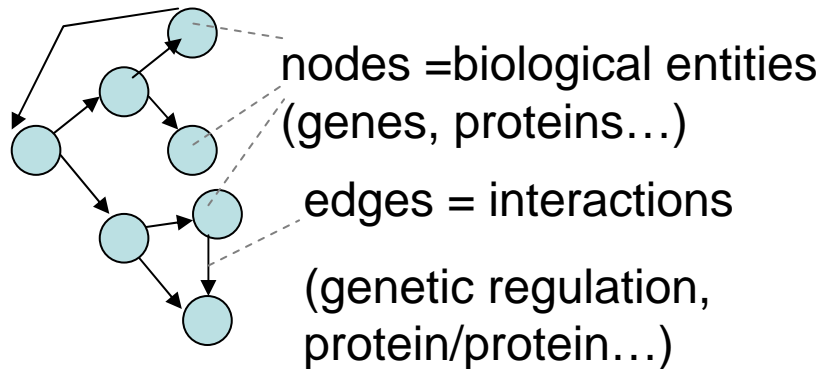 nodes =biological entities
(genes, proteins…)
edges = interactions
(genetic regulation,
protein/protein…)